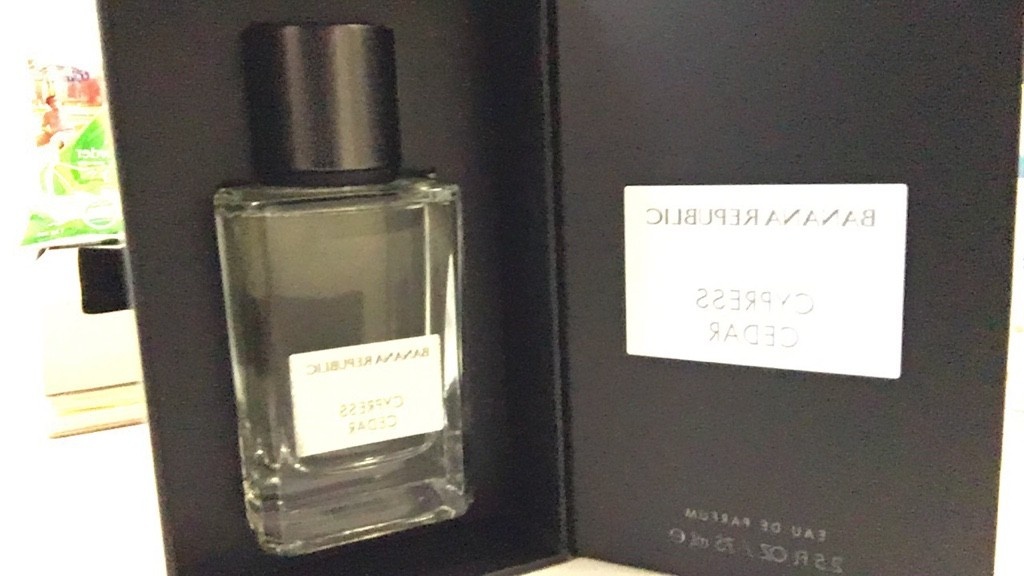 BANANA REPUBLIC
CYPRESS
CEDAR
BANANA REPUBLIC
CYPRESS
CEDAR
EAU DE PARFUM
2.5 FL OZ / 75 ml e